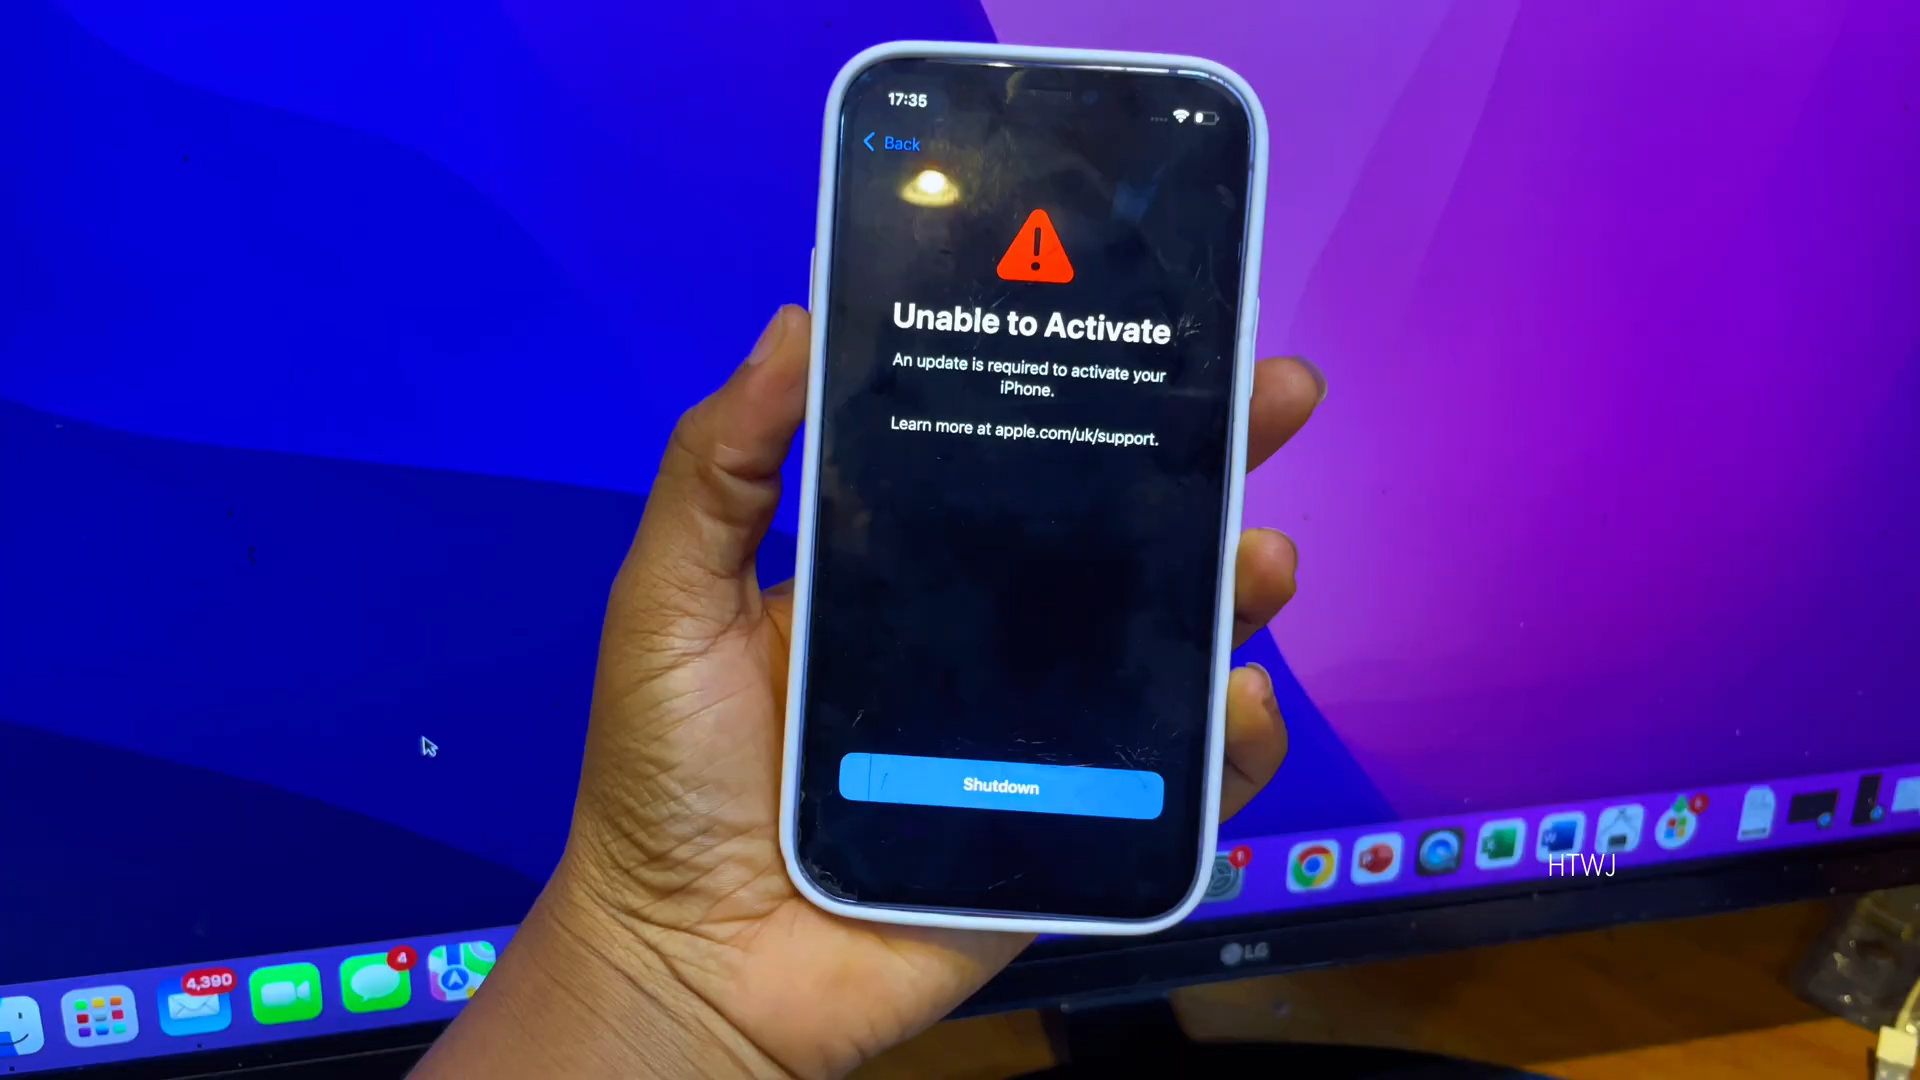 17:35
Back
Unable to Activate
An update is required to activate your
iPhone.
Learn more at apple.com/uk/support.
Shutdown
HTWJ
LG
4,390
4